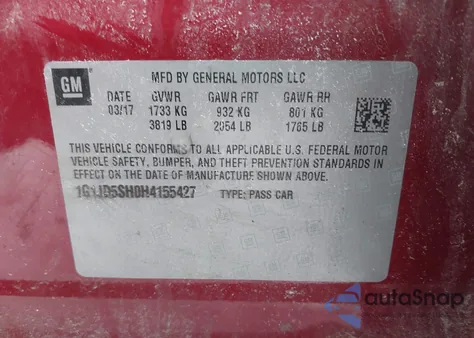 GM
MFD BY GENERAL MOTORS LLC
DATE GVWR GAWR FRT GAWR RR
03/17 1733 KG 932 KG 801 KG
3819 LB 2054 LB 1765 LB
THIS VEHICLE CONFORMS TO ALL APPLICABLE U.S. FEDERAL MOTOR
VEHICLE SAFETY, BUMPER, AND THEFT PREVENTION STANDARDS IN
EFFECT ON THE DATE OF MANUFACTURE SHOWN ABOVE.
1G1JD5SH0H4155427 TYPE: PASS CAR
autoSnap